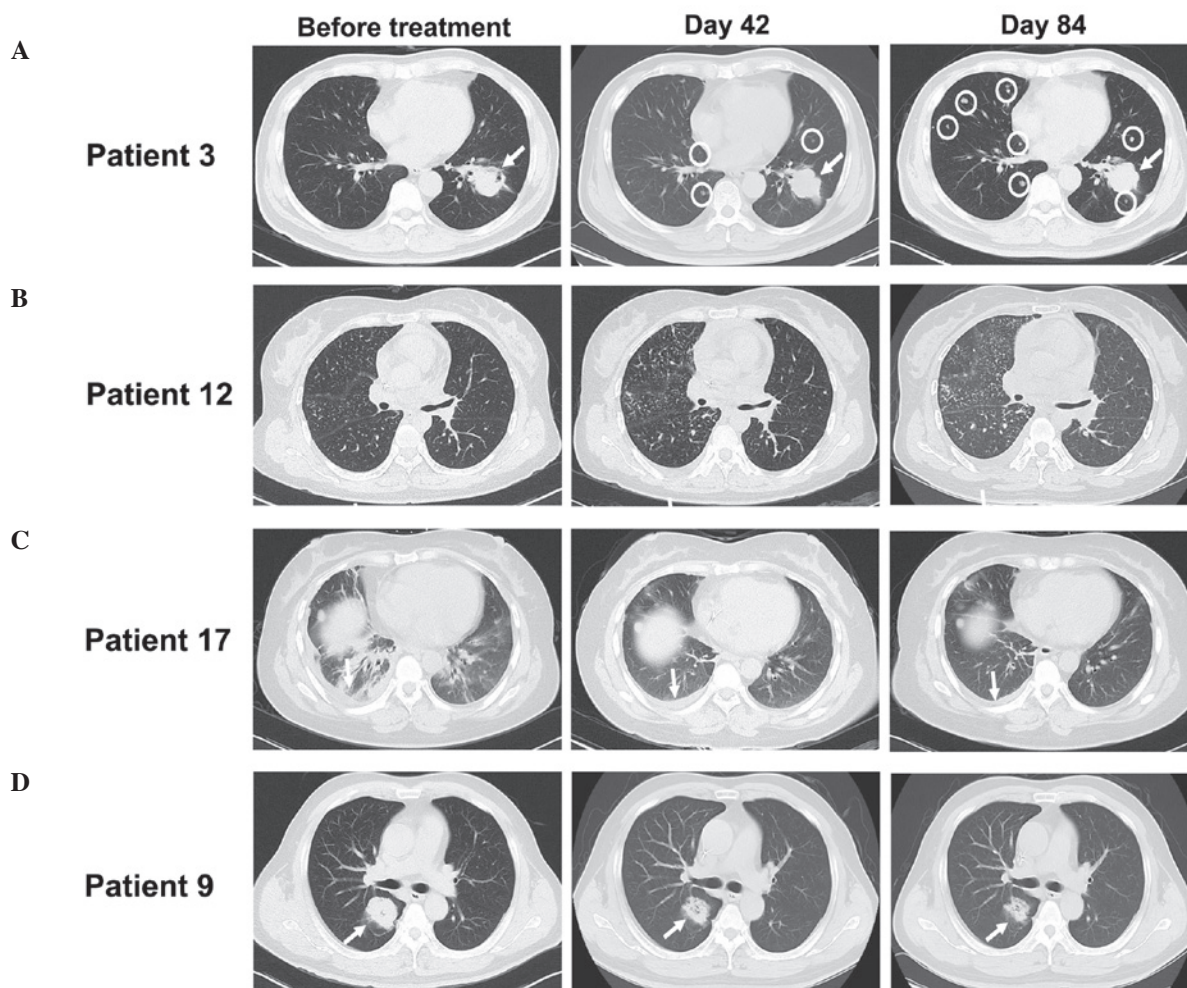 Before treatment Day 42 Day 84
A
Patient 3
B
Patient 12
C
Patient 17
D
Patient 9